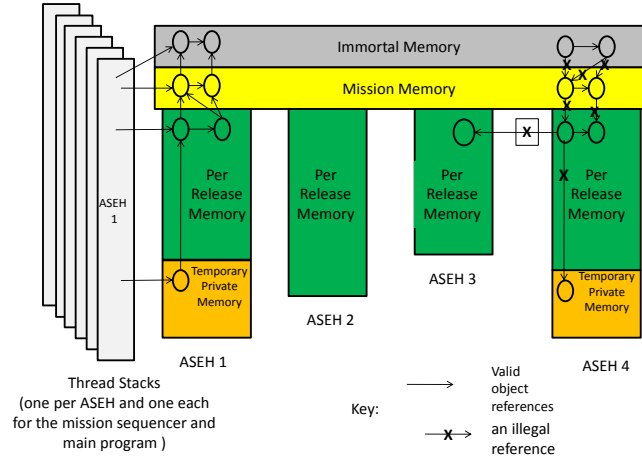 Immortal Memory
Mission Memory
ASEH
1
Per
Release
Memory
Per
Release
Memory
Per
Release
Memory
Per
Release
Memory
X
X
X
X
X
X
X
Temporary
Private
Memory
Temporary
Private
Memory
ASEH 1
ASEH 2
ASEH 3
ASEH 4
Thread Stacks
(one per ASEH and one each
for the mission sequencer and
main program )
Key:
Valid
object
references
X
an illegal
reference